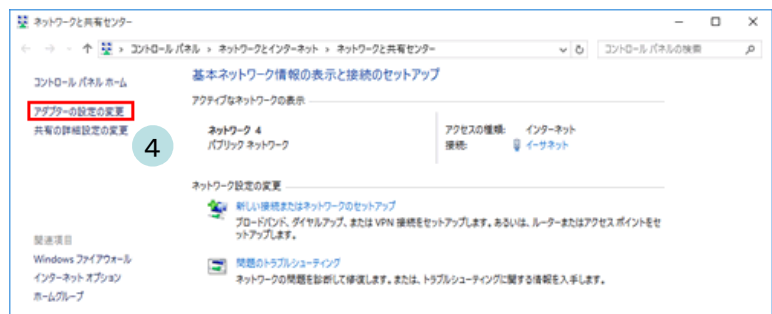 ネットワークと共有センター
コントロール パネル › ネットワークとインターネット › ネットワークと共有センター
コントロール パネルの検索
コントロール パネル ホーム
アダプターの設定の変更
共有の詳細設定の変更
4
基本ネットワーク情報の表示と接続のセットアップ
アクティブなネットワークの表示
ネットワーク 4
パブリック ネットワーク
アクセスの種類: インターネット
接続: イーサネット
ネットワーク設定の変更
新しい接続またはネットワークのセットアップ
ブロードバンド、ダイヤルアップ、または VPN 接続をセットアップします。あるいは、ルーターまたはアクセス ポイントをセ
ットアップします。
問題のトラブルシューティング
ネットワークの問題を診断して修復します。または、トラブルシューティングに関する情報を入手します。
関連項目
Windows ファイアウォール
インターネット オプション
ホームグループ